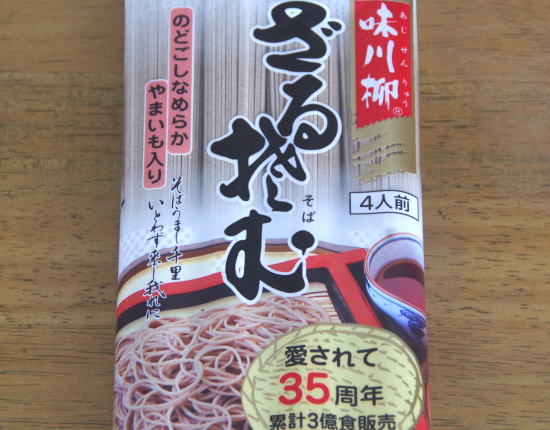 味川柳
あじせんりゅう
®
ざるそば
そば
のどごしなめらか
やまいも入り
そばうまし千里
いとわず来し我れに
4人前
愛されて
35周年
累計3億食販売